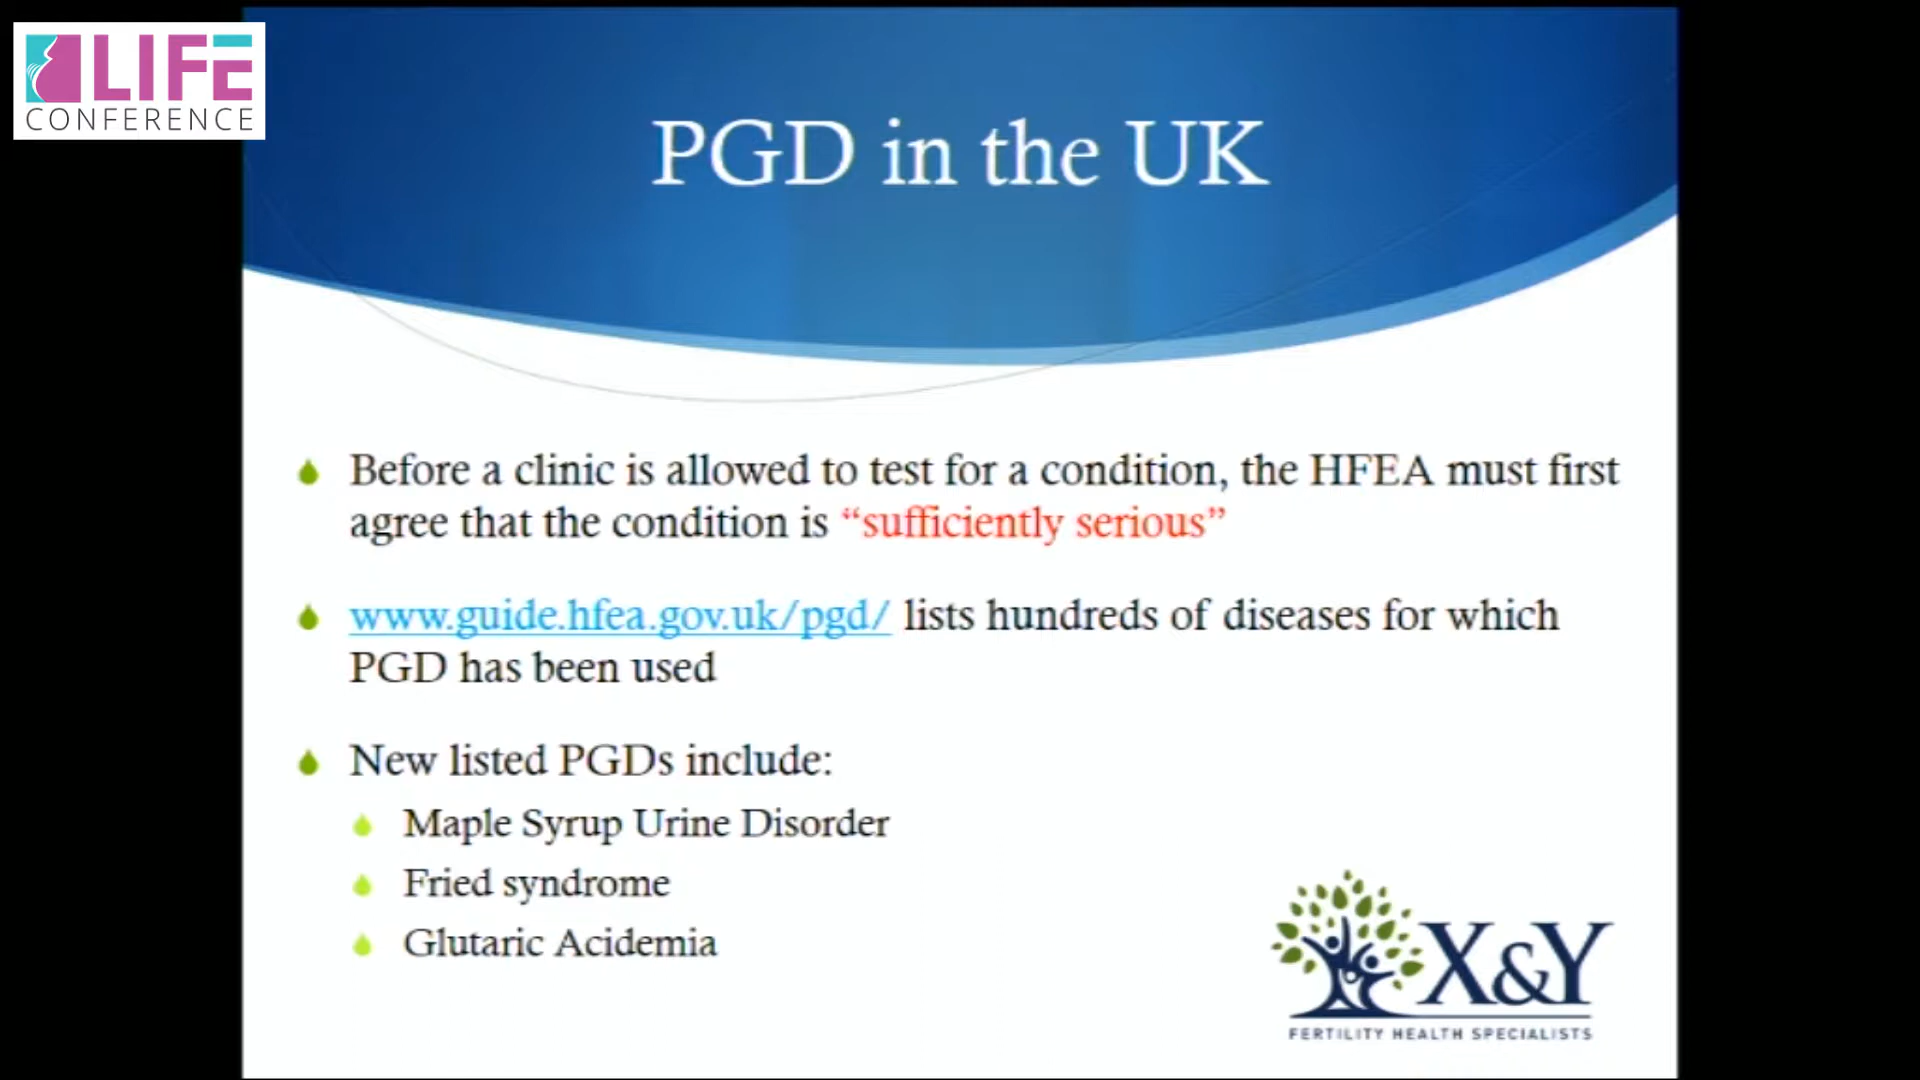 LIFE
CONFERENCE
PGD in the UK
Before a clinic is allowed to test for a condition, the HFEA must first
agree that the condition is “sufficiently serious”
www.guide.hfea.gov.uk/pgd/ lists hundreds of diseases for which
PGD has been used
New listed PGDs include:
Maple Syrup Urine Disorder
Fried syndrome
Glutaric Acidemia
X&Y
FERTILITY HEALTH SPECIALISTS